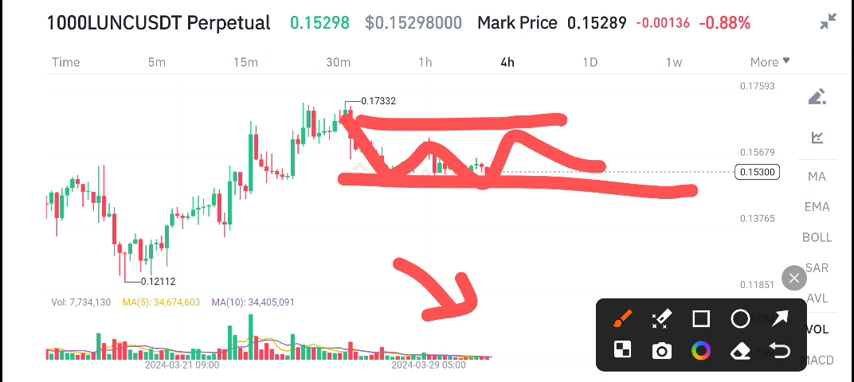 1000LUNCUSDT Perpetual 0.15298 $0.15298000 Mark Price 0.15289 -0.00136 -0.88%
Time 5m 15m 30m 1h 4h 1D 1w More
0.17593
0.17332
0.15679
0.15300
MA
EMA
0.13765
BOLL
SAR
0.12112
0.11851
AVL
Vol: 7,734,130 MA(5): 34,674,603 MA(10): 34,405,091
VOL
MACD
2024-03-21 09:00 2024-03-29 05:00